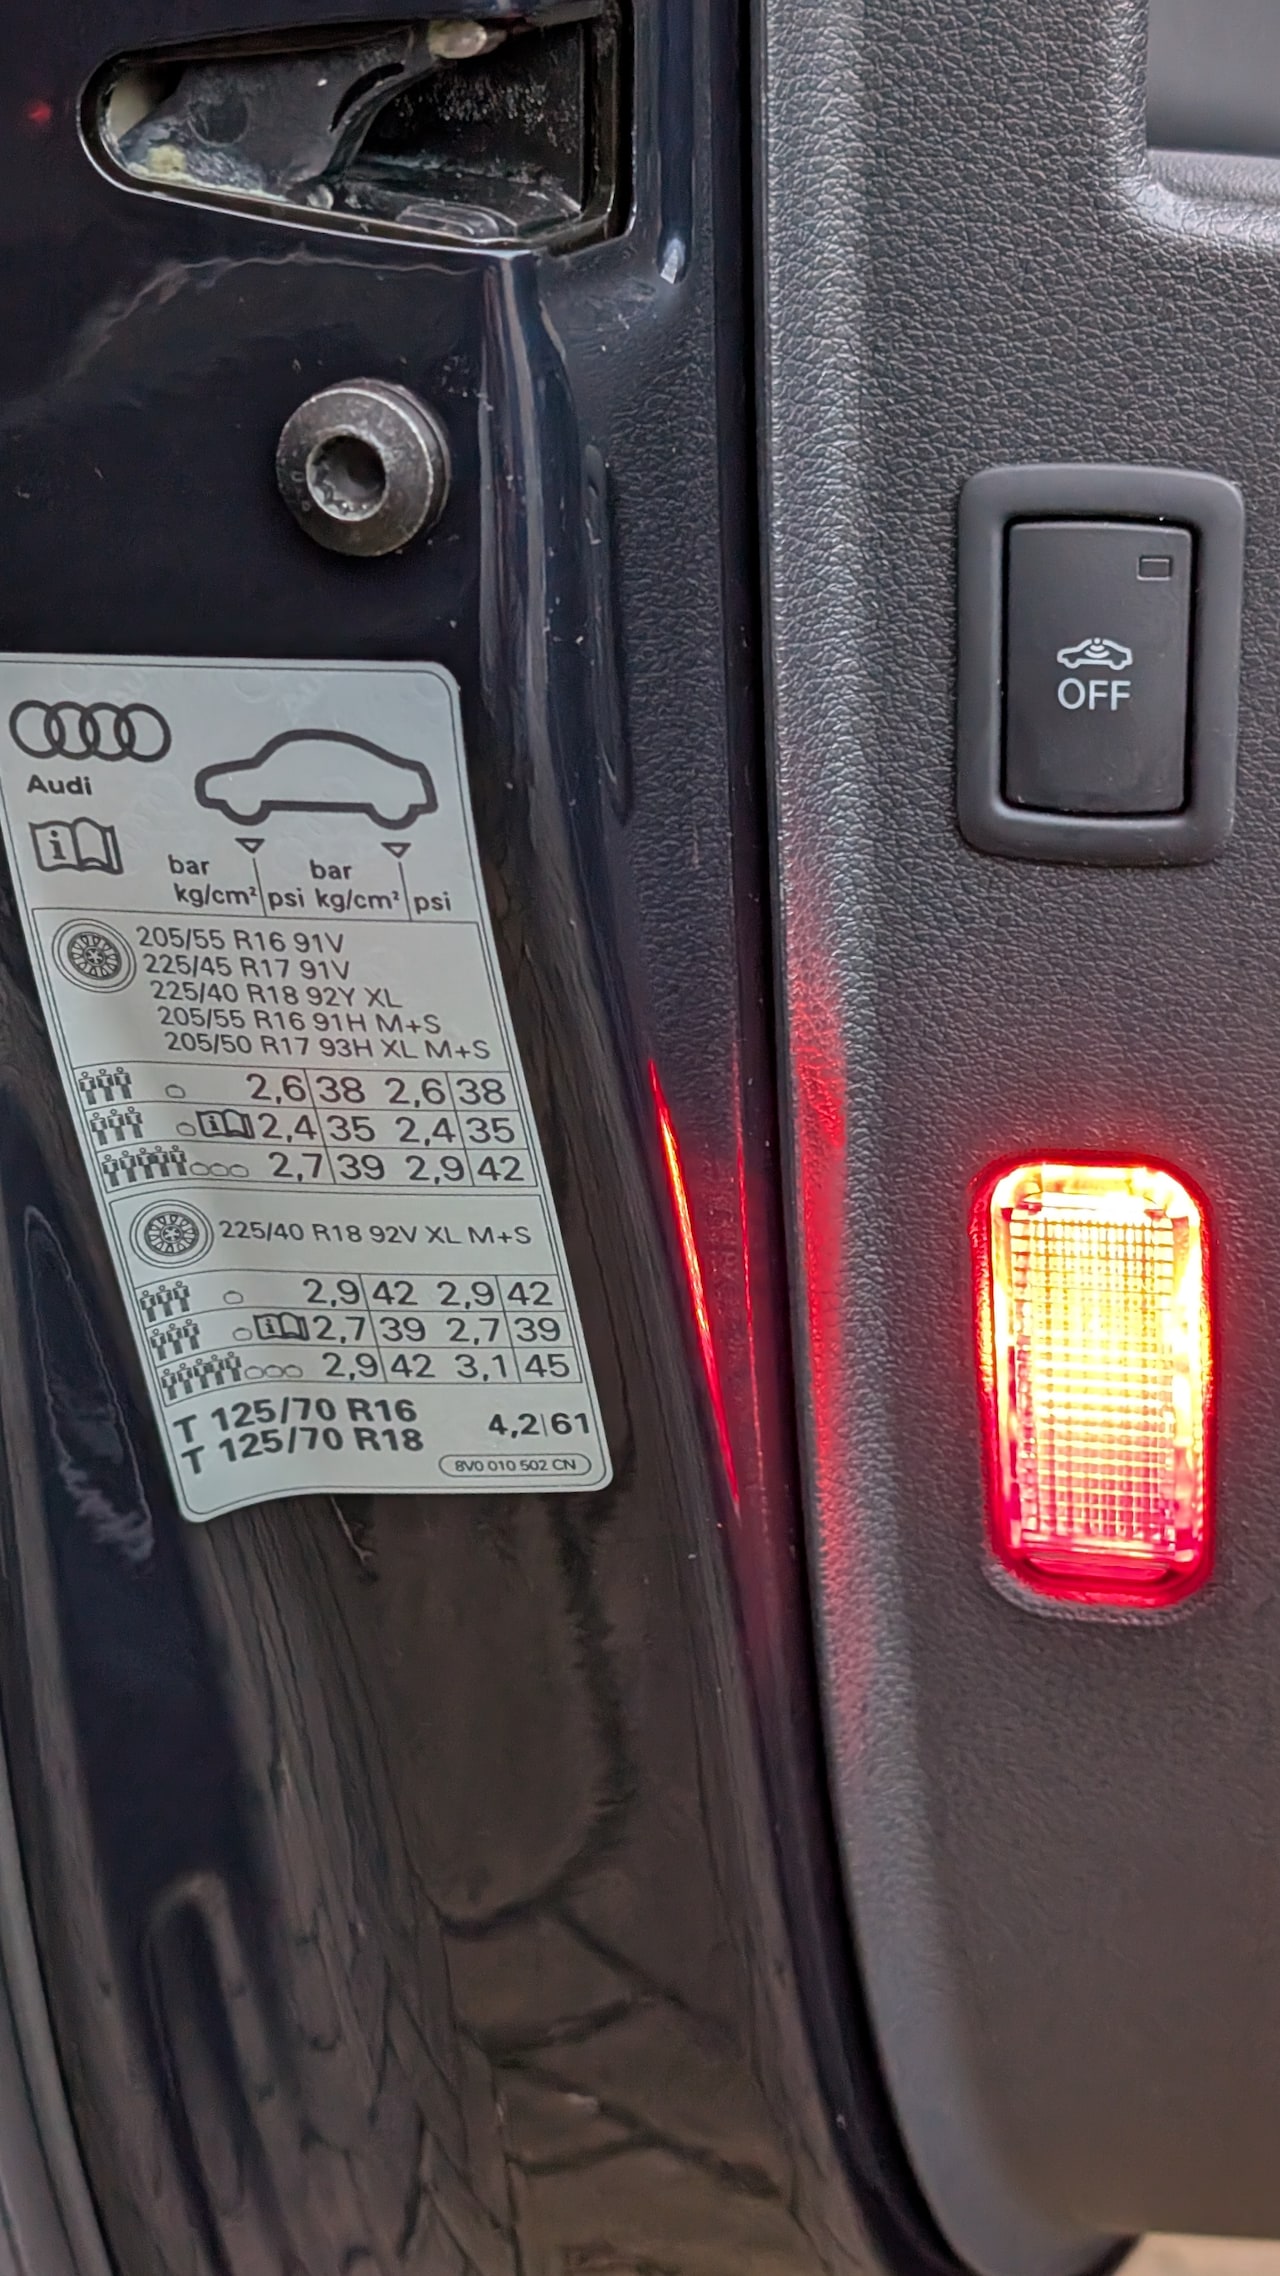 Audi
bar bar
kg/cm² psi kg/cm² psi
205/55 R16 91V
225/45 R17 91V
225/40 R18 92Y XL
205/55 R16 91H M+S
205/50 R17 93H XL M+S
2,6 38 2,6 38
i 2,4 35 2,4 35
2,7 39 2,9 42
225/40 R18 92V XL M+S
2,9 42 2,9 42
i 2,7 39 2,7 39
2,9 42 3,1 45
T 125/70 R16 4,2 61
T 125/70 R18
8V0 010 502 CN
OFF